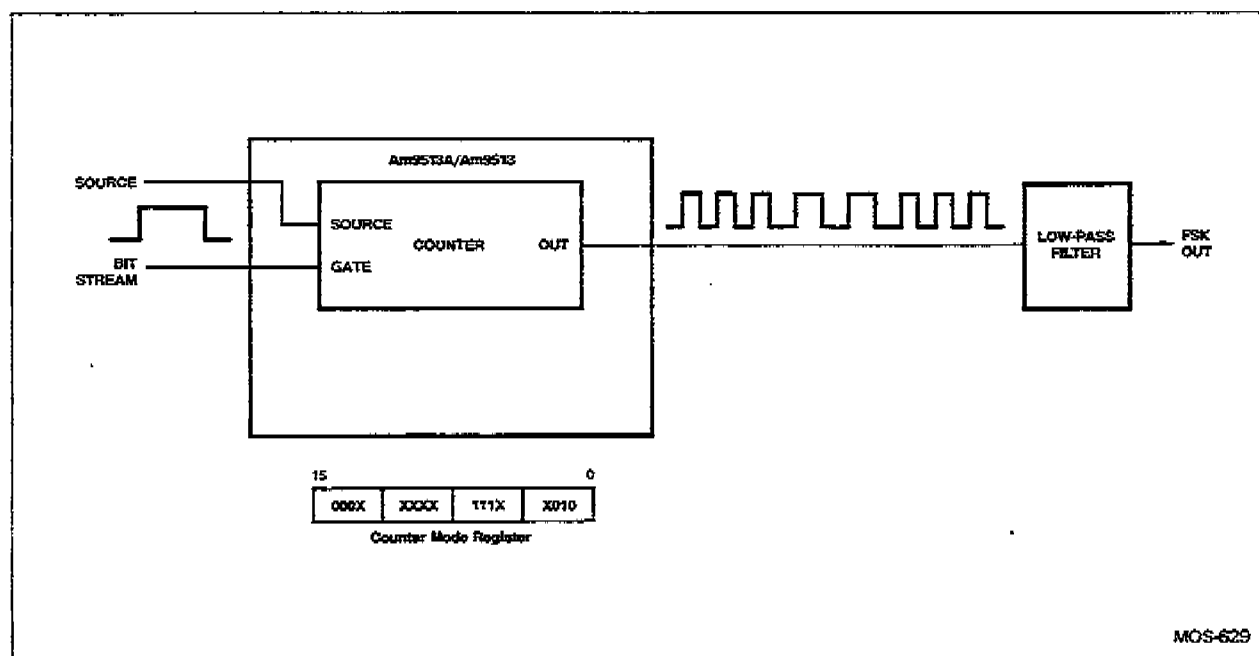 Am9513A/Am9513
SOURCE
SOURCE
COUNTER
OUT
GATE
BIT
STREAM
LOW-PASS
FILTER
FSK
OUT
15
0
000X
XXXX
111X
X010
Counter Mode Register
MOS-629